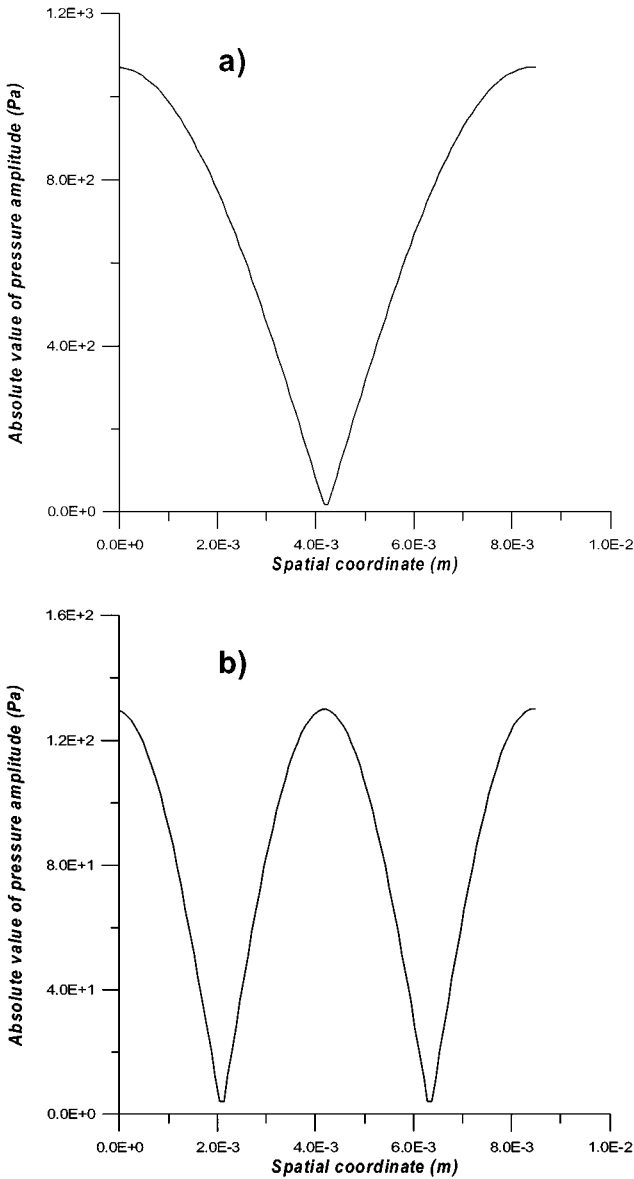 a)
Absolute value of pressure amplitude (Pa)
1.2E+3
8.0E+2
4.0E+2
0.0E+0
0.0E+0 2.0E-3 4.0E-3 6.0E-3 8.0E-3 1.0E-2
Spatial coordinate (m)
b)
Absolute value of pressure amplitude (Pa)
1.6E+2
1.2E+2
8.0E+1
4.0E+1
0.0E+0
0.0E+0 2.0E-3 4.0E-3 6.0E-3 8.0E-3 1.0E-2
Spatial coordinate (m)